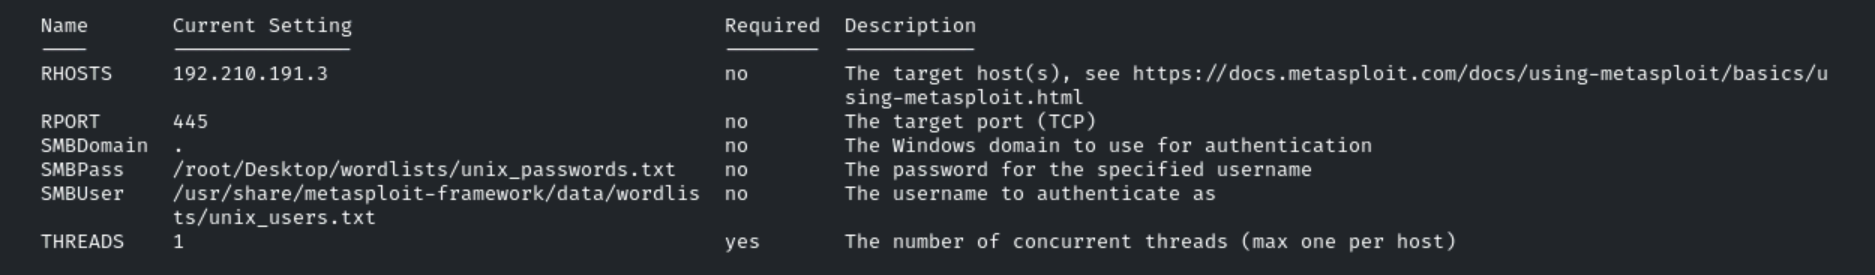 Name Current Setting Required Description
RHOSTS 192.210.191.3 no The target host(s), see https://docs.metasploit.com/docs/using-metasploit/basics/u
sing-metasploit.html
RPORT 445 no The target port (TCP)
SMBDomain . no The Windows domain to use for authentication
SMBPass /root/Desktop/wordlists/unix_passwords.txt no The password for the specified username
SMBUser /usr/share/metasploit-framework/data/wordlis no The username to authenticate as
ts/unix_users.txt
THREADS 1 yes The number of concurrent threads (max one per host)